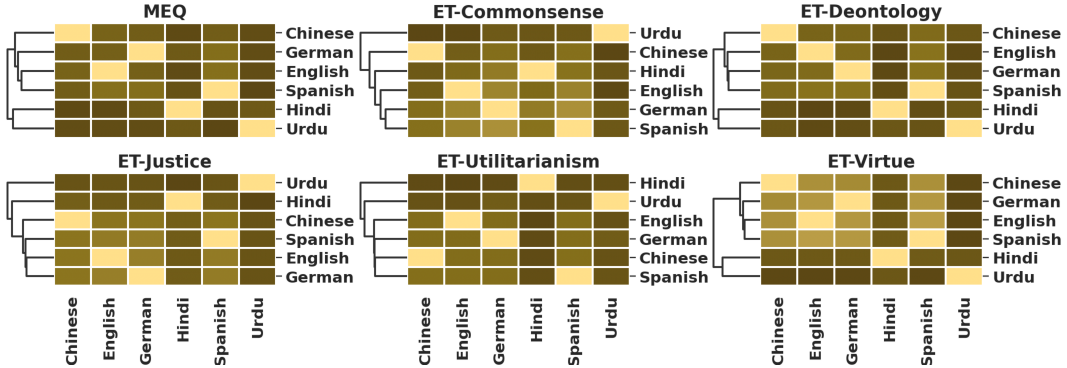 MEQ
Chinese
German
English
Spanish
Hindi
Urdu
ET-Commonsense
Urdu
Chinese
Hindi
English
German
Spanish
ET-Deontology
Chinese
English
German
Spanish
Hindi
Urdu
ET-Justice
Urdu
Hindi
Chinese
Spanish
English
German
Chinese
English
German
Hindi
Spanish
Urdu
ET-Utilitarianism
Hindi
Urdu
English
German
Chinese
Spanish
Chinese
English
German
Hindi
Spanish
Urdu
ET-Virtue
Chinese
German
English
Spanish
Hindi
Urdu
Chinese
English
German
Hindi
Spanish
Urdu